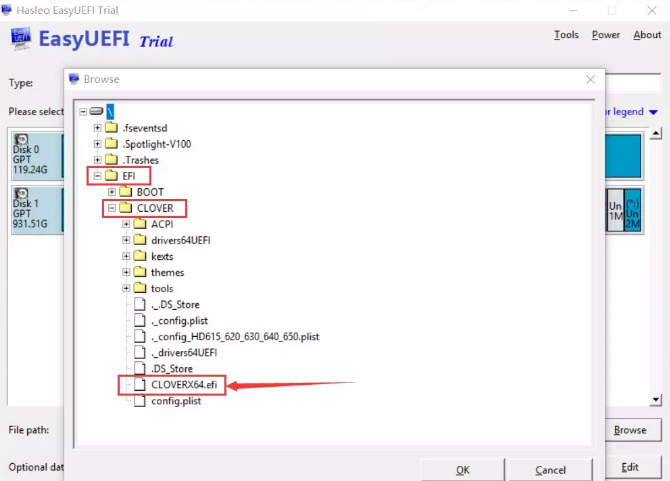 Hasleo EasyUEFI Trial
EasyUEFI Trial
Tools Power About
Type:
Browse
Please select
or legend
\
.fseventsd
.Spotlight-V100
.Trashes
EFI
BOOT
CLOVER
ACPI
drivers64UEFI
kexts
themes
tools
._.DS_Store
._config.plist
._config_HD615_620_630_640_650.plist
._drivers64UEFI
.DS_Store
CLOVERX64.efi
config.plist
Disk 0
GPT
119.24G
Disk 1
GPT
931.51G
Un (*:)
1M Un
2M
File path:
Browse
Optional dat
Edit
OK Cancel